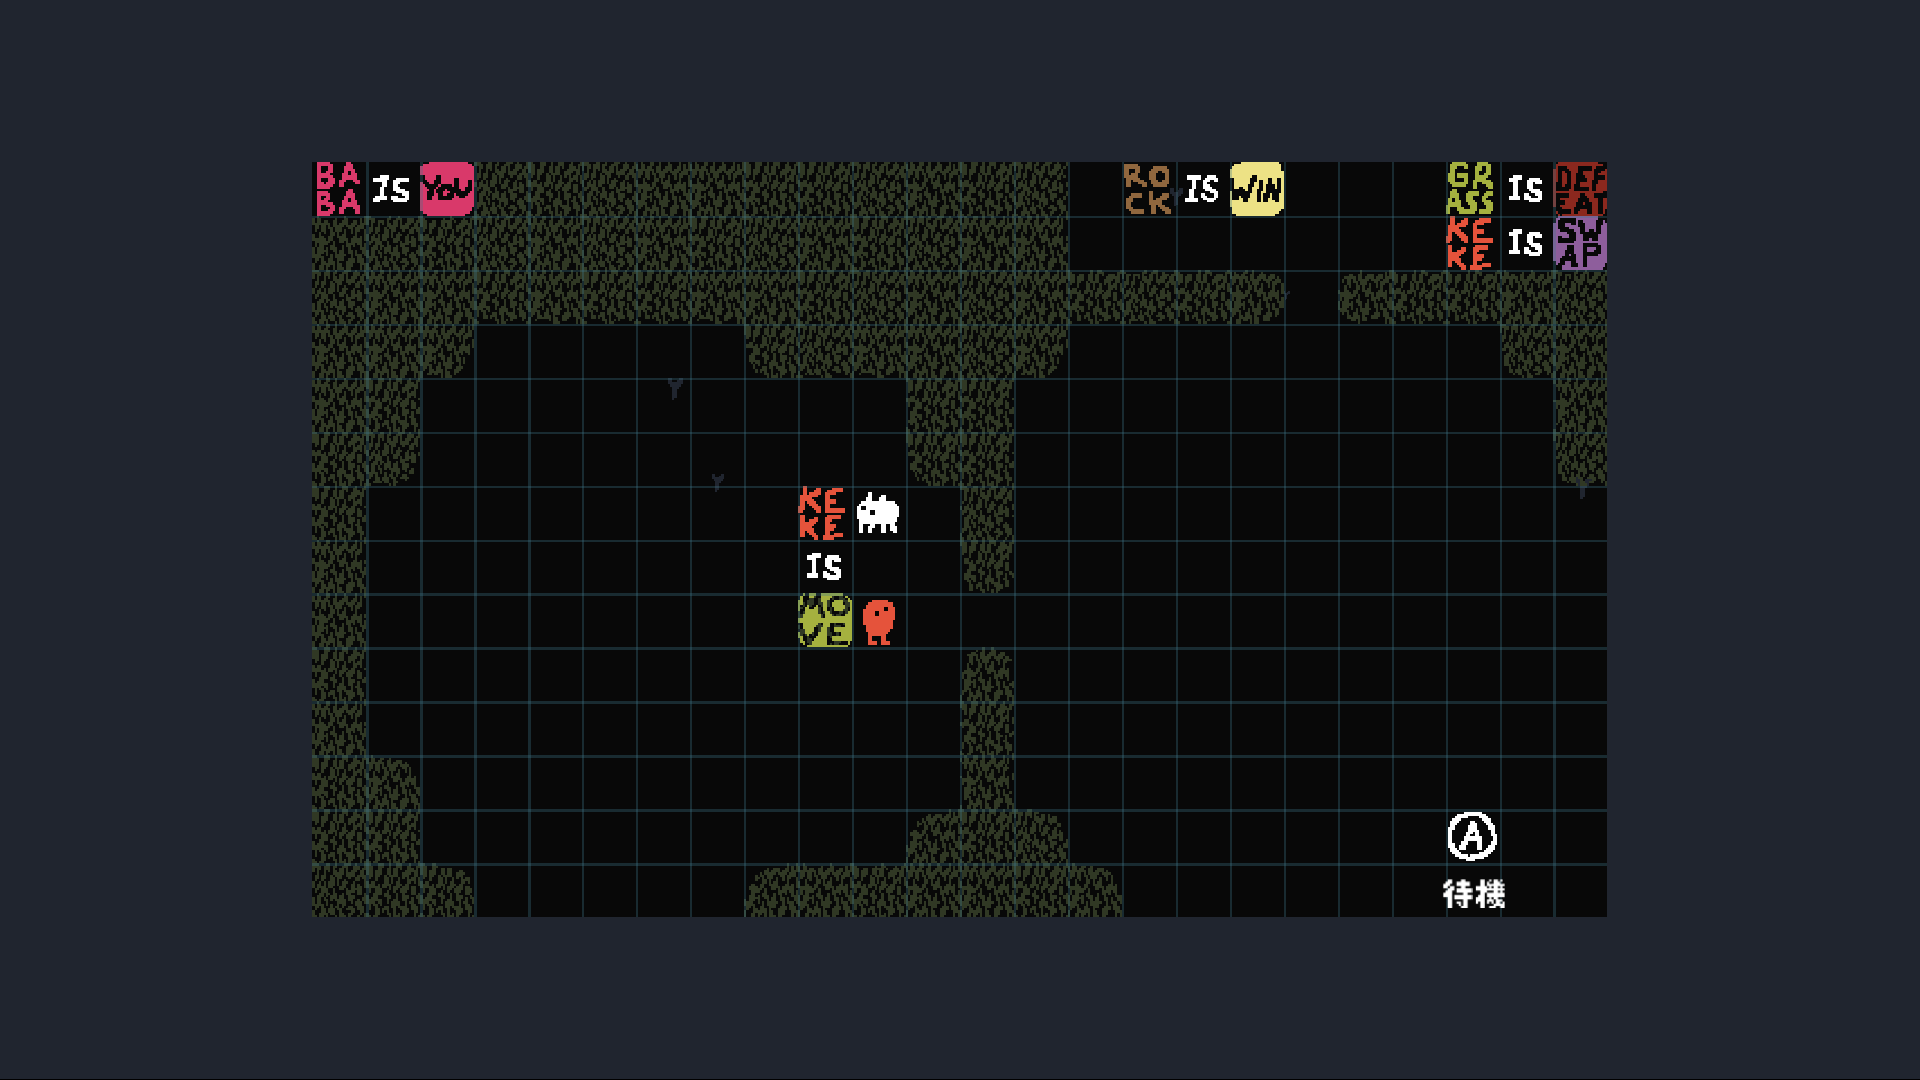 BABA IS YOU
ROCK IS WIN
GRASS IS DEFEAT
KEKE IS SWAP
KEKE
IS
MOVE
A
待機